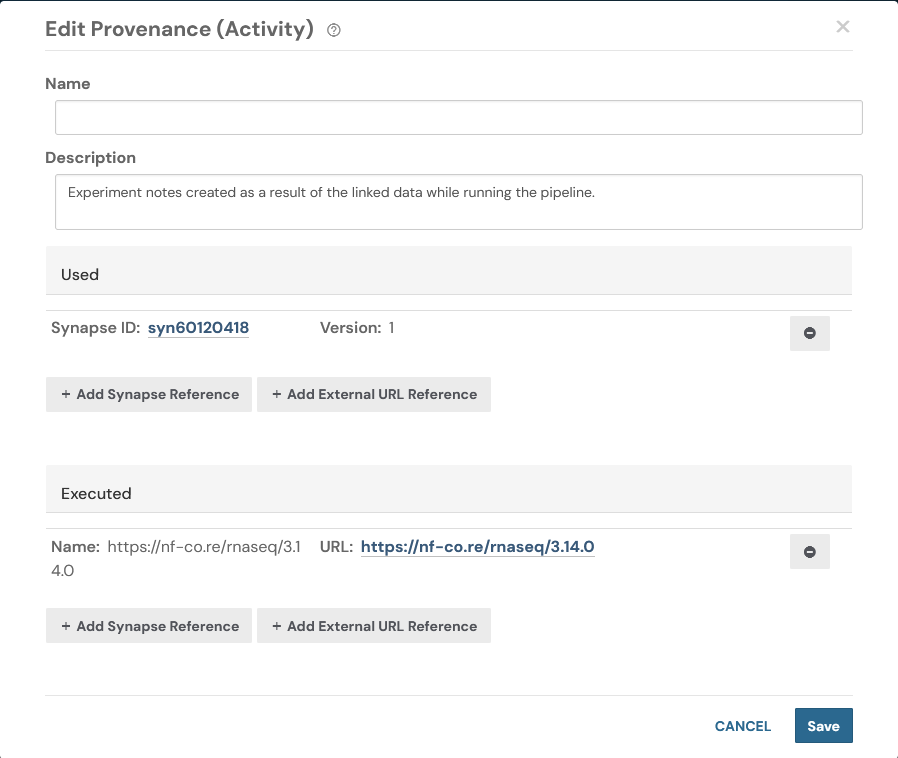 Edit Provenance (Activity)
Name
Description
Experiment notes created as a result of the linked data while running the pipeline.
Used
Synapse ID: syn60120418 Version: 1
+ Add Synapse Reference + Add External URL Reference
Executed
Name: https://nf-co.re/rnaseq/3.1 URL: https://nf-co.re/rnaseq/3.14.0
4.0
+ Add Synapse Reference + Add External URL Reference
CANCEL Save